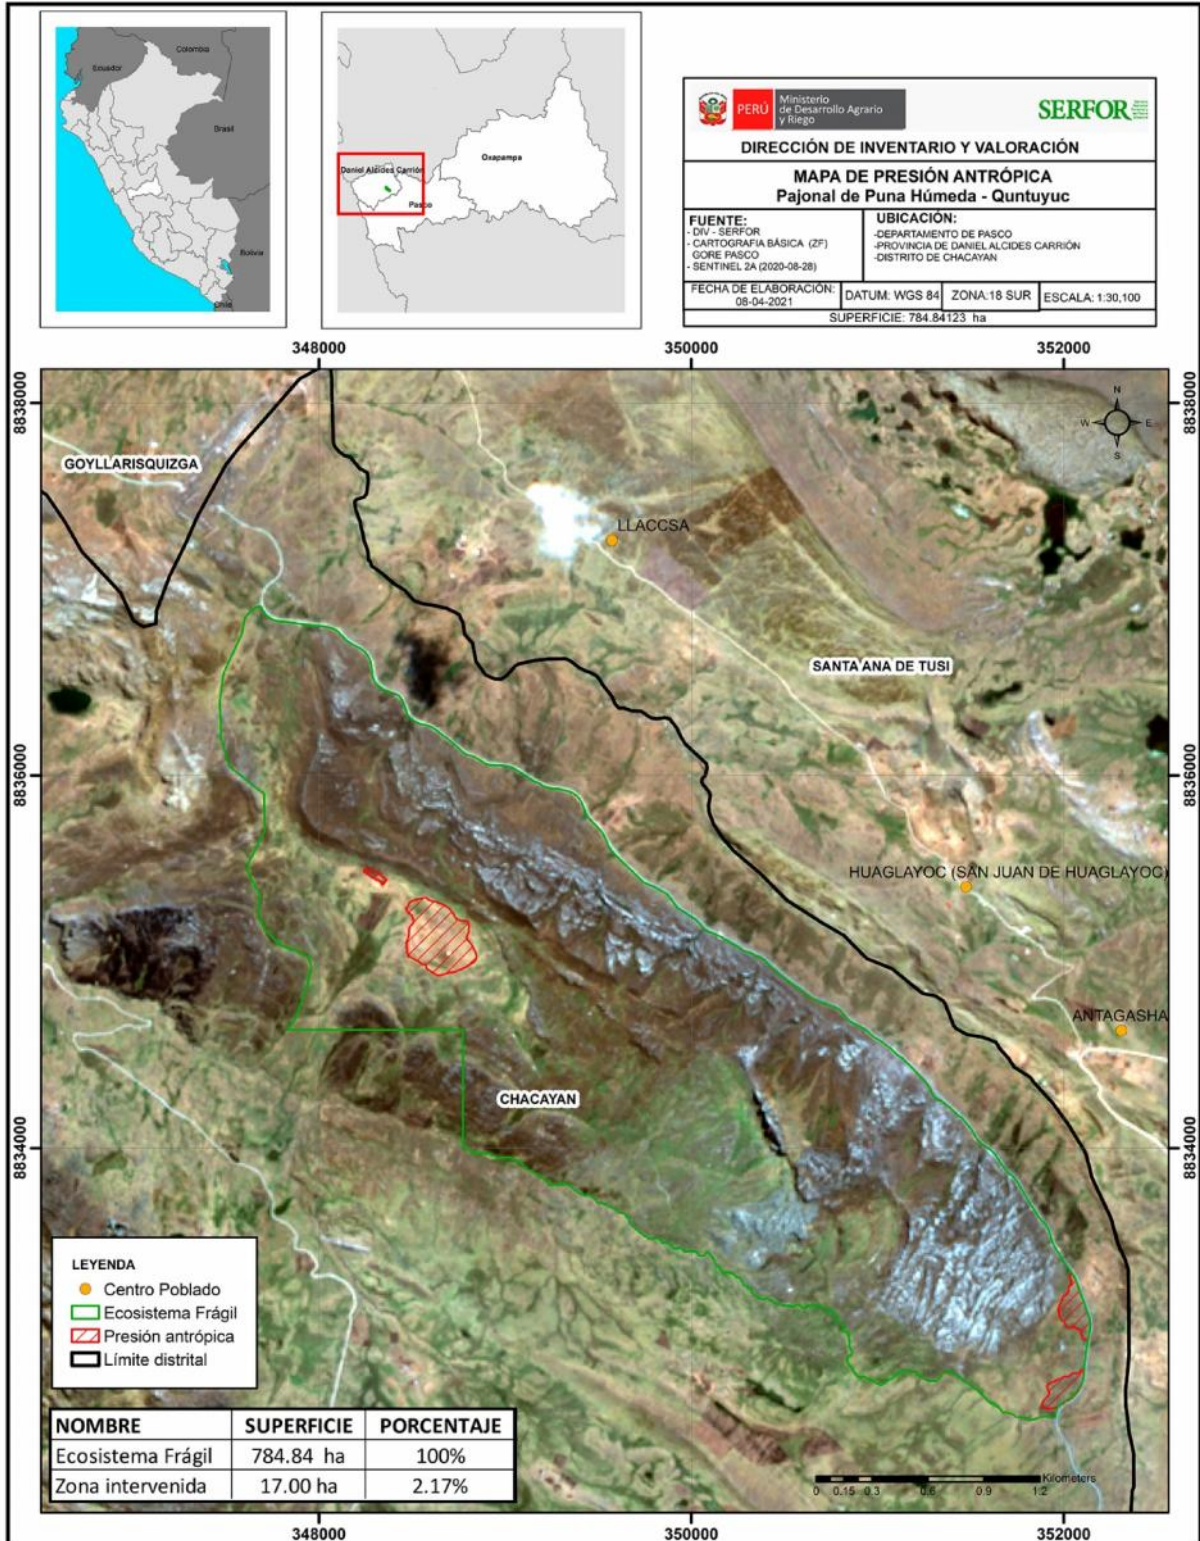 Colombia
Ecuador
Brasil
Bolivia
Chile
Daniel Alcides Carrión
Oxapampa
Pasco
PERÚ
Ministerio
de Desarrollo Agrario
y Riego
SERFOR
DIRECCIÓN DE INVENTARIO Y VALORACIÓN
MAPA DE PRESIÓN ANTRÓPICA
Pajonal de Puna Húmeda - Quntuyuc
FUENTE:
- DIV - SERFOR
- CARTOGRAFIA BÁSICA (ZF)
GORE PASCO
- SENTINEL 2A (2020-08-28)
UBICACIÓN:
-DEPARTAMENTO DE PASCO
-PROVINCIA DE DANIEL ALCIDES CARRIÓN
-DISTRITO DE CHACAYAN
FECHA DE ELABORACIÓN:
08-04-2021
DATUM: WGS 84
ZONA:18 SUR
ESCALA: 1:30,100
SUPERFICIE: 784.84123 ha
348000
350000
352000
8838000
8838000
N
W
E
S
GOYLLARISQUIZGA
LLACCSA
SANTA ANA DE TUSI
8836000
8836000
HUAGLAYOC (SAN JUAN DE HUAGLAYOC)
ANTAGASHA
CHACAYAN
8834000
8834000
LEYENDA
Centro Poblado
Ecosistema Frágil
Presión antrópica
Límite distrital
NOMBRE SUPERFICIE PORCENTAJE
Ecosistema Frágil 784.84 ha 100%
Zona intervenida 17.00 ha 2.17%
Kilometers
0 0.15 0.3 0.6 0.9 1.2
348000
350000
352000